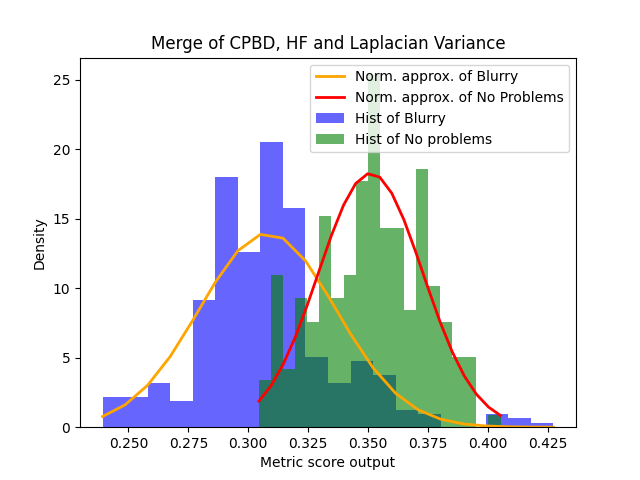 Merge of CPBD, HF and Laplacian Variance
Norm. approx. of Blurry
Norm. approx. of No Problems
Hist of Blurry
Hist of No problems
Density
25
20
15
10
5
0
0.250 0.275 0.300 0.325 0.350 0.375 0.400 0.425
Metric score output